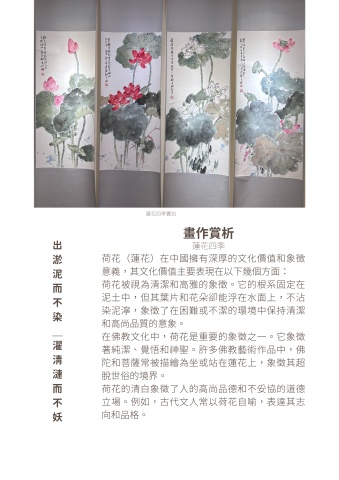 蓮花四季實拍
畫作賞析
蓮花四季
出淤泥而不染—濯清漣而不妖
荷花（蓮花）在中國擁有深厚的文化價值和象徵
意義，其文化價值主要表現在以下幾個方面：
荷花被視為清潔和高雅的象徵。它的根系固定在
泥土中，但其葉片和花朵卻能浮在水面上，不沾
染泥濘，象徵了在困難或不潔的環境中保持清潔
和高尚品質的意象。
在佛教文化中，荷花是重要的象徵之一。它象徵
著純潔、覺悟和神聖。許多佛教藝術作品中，佛
陀和菩薩常被描繪為坐或站在蓮花上，象徵其超
脫世俗的境界。
荷花的清白象徵了人的高尚品德和不妥協的道德
立場。例如，古代文人常以荷花自喻，表達其志
向和品格。